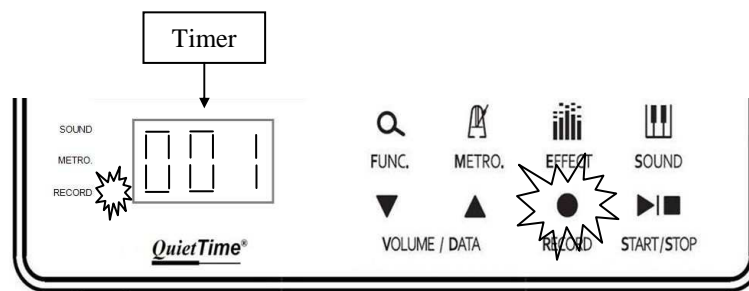 Timer
SOUND
METRO.
RECORD
001
FUNC. METRO. EFFECT SOUND
VOLUME / DATA RECORD START/STOP
QuietTime®